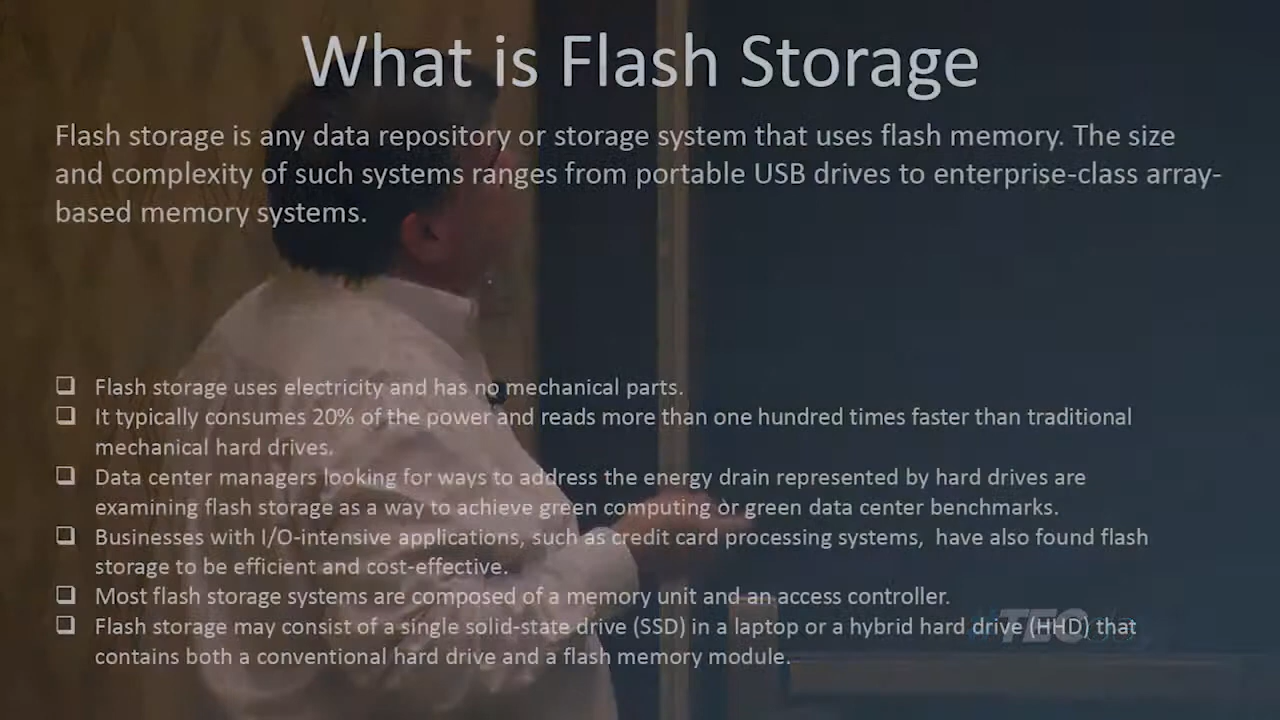 What is Flash Storage
Flash storage is any data repository or storage system that uses flash memory. The size
and complexity of such systems ranges from portable USB drives to enterprise-class array-
based memory systems.
❑ Flash storage uses electricity and has no mechanical parts.
❑ It typically consumes 20% of the power and reads more than one hundred times faster than traditional
mechanical hard drives.
❑ Data center managers looking for ways to address the energy drain represented by hard drives are
examining flash storage as a way to achieve green computing or green data center benchmarks.
❑ Businesses with I/O-intensive applications, such as credit card processing systems,  have also found flash
storage to be efficient and cost-effective.
❑ Most flash storage systems are composed of a memory unit and an access controller.
❑ Flash storage may consist of a single solid-state drive (SSD) in a laptop or a hybrid hard drive (HHD) that
contains both a conventional hard drive and a flash memory module.